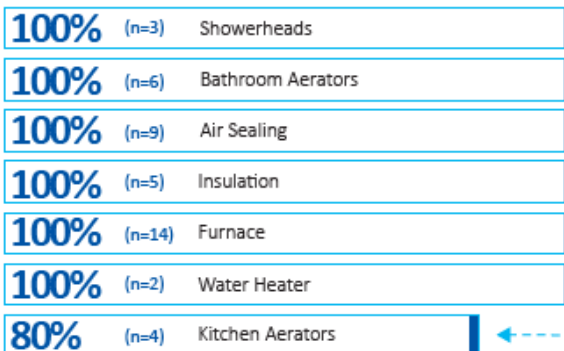 100% (n=3) Showerheads
100% (n=6) Bathroom Aerators
100% (n=9) Air Sealing
100% (n=5) Insulation
100% (n=14) Furnace
100% (n=2) Water Heater
80% (n=4) Kitchen Aerators